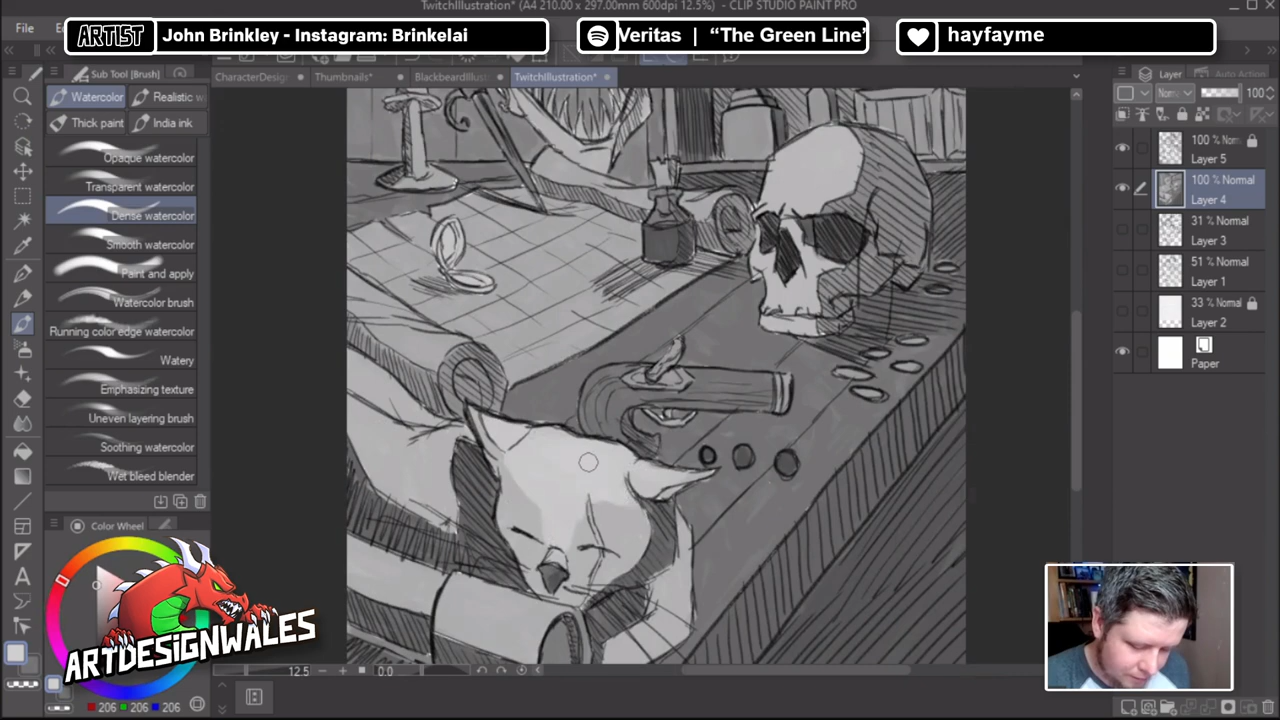 TwitchIllustration* (A4 210.00 x 297.00mm 600dpi 12.5%) - CLIP STUDIO PAINT PRO
File
ARTIST
John Brinkley - Instagram: Brinkelai
Veritas | “The Green Line”
hayfayme
Sub Tool [Brush]
CharacterDesign
Thumbnails*
BlackbeardIllust
TwitchIllustration*
Layer
Auto Action
Watercolor
Realistic w
Thick paint
India ink
Norm
100
Opaque watercolor
Transparent watercolor
Dense watercolor
Smooth watercolor
Paint and apply
Watercolor brush
Running color edge watercolor
Watery
Emphasizing texture
Uneven layering brush
Soothing watercolor
Wet bleed blender
100 % Norm
Layer 5
100 % Normal
Layer 4
31 % Normal
Layer 3
51 % Normal
Layer 1
33 % Normal
Layer 2
Paper
Color Wheel
ARTDESIGNWALES
206 206 206
12.5
0.0